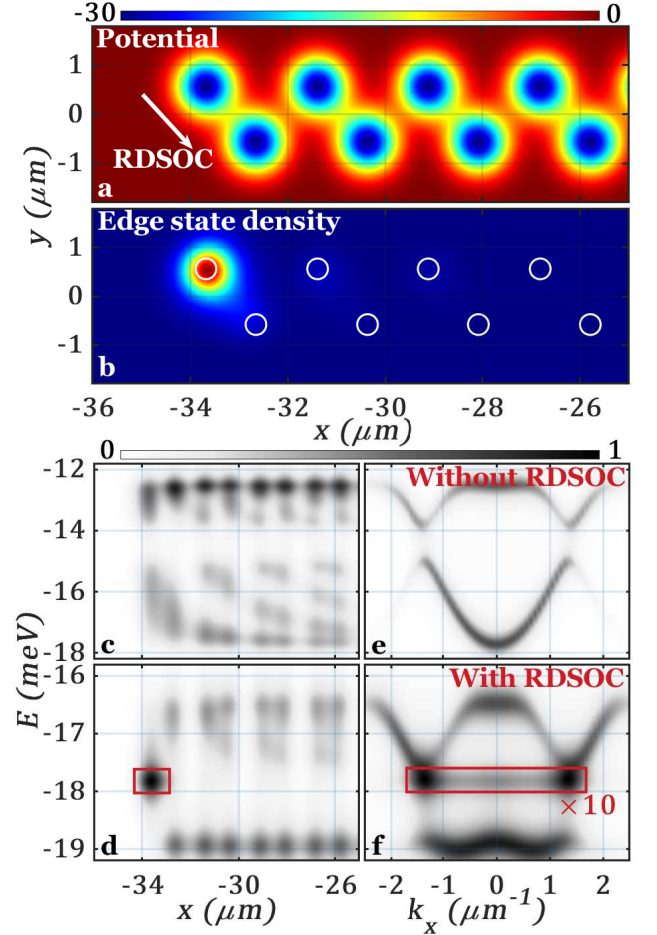 -30 0
Potential
1
0
-1
RDSOC
a
y (μm)
Edge state density
1
0
-1
b
-36 -34 -32 -30 -28 -26
x (μm)
0 1
-12
-14
-16
-18
c
Without RDSOC
e
E (meV)
-16
-17
-18
-19
d
With RDSOC
×10
f
-34 -30 -26
x (μm)
-2 -1 0 1 2
k_x (μm⁻¹)